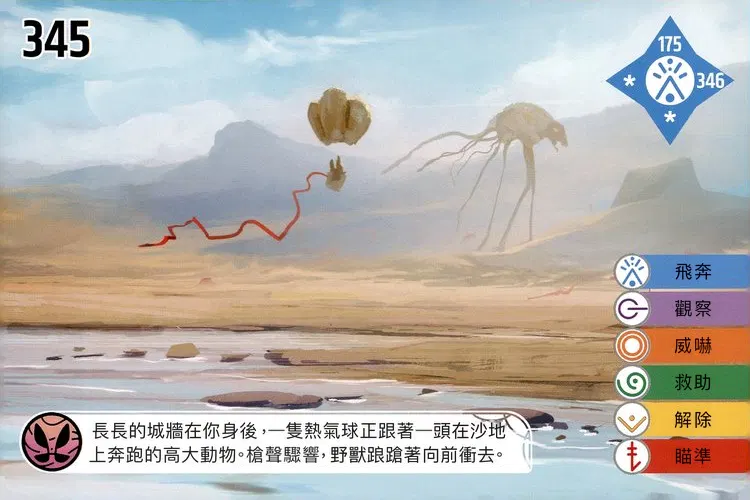 345
175
* 346
*
飛奔
觀察
威嚇
救助
解除
瞄準
長長的城牆在你身後,一隻熱氣球正跟著一頭在沙地
上奔跑的高大動物。槍聲驟響,野獸踉蹌著向前衝去。